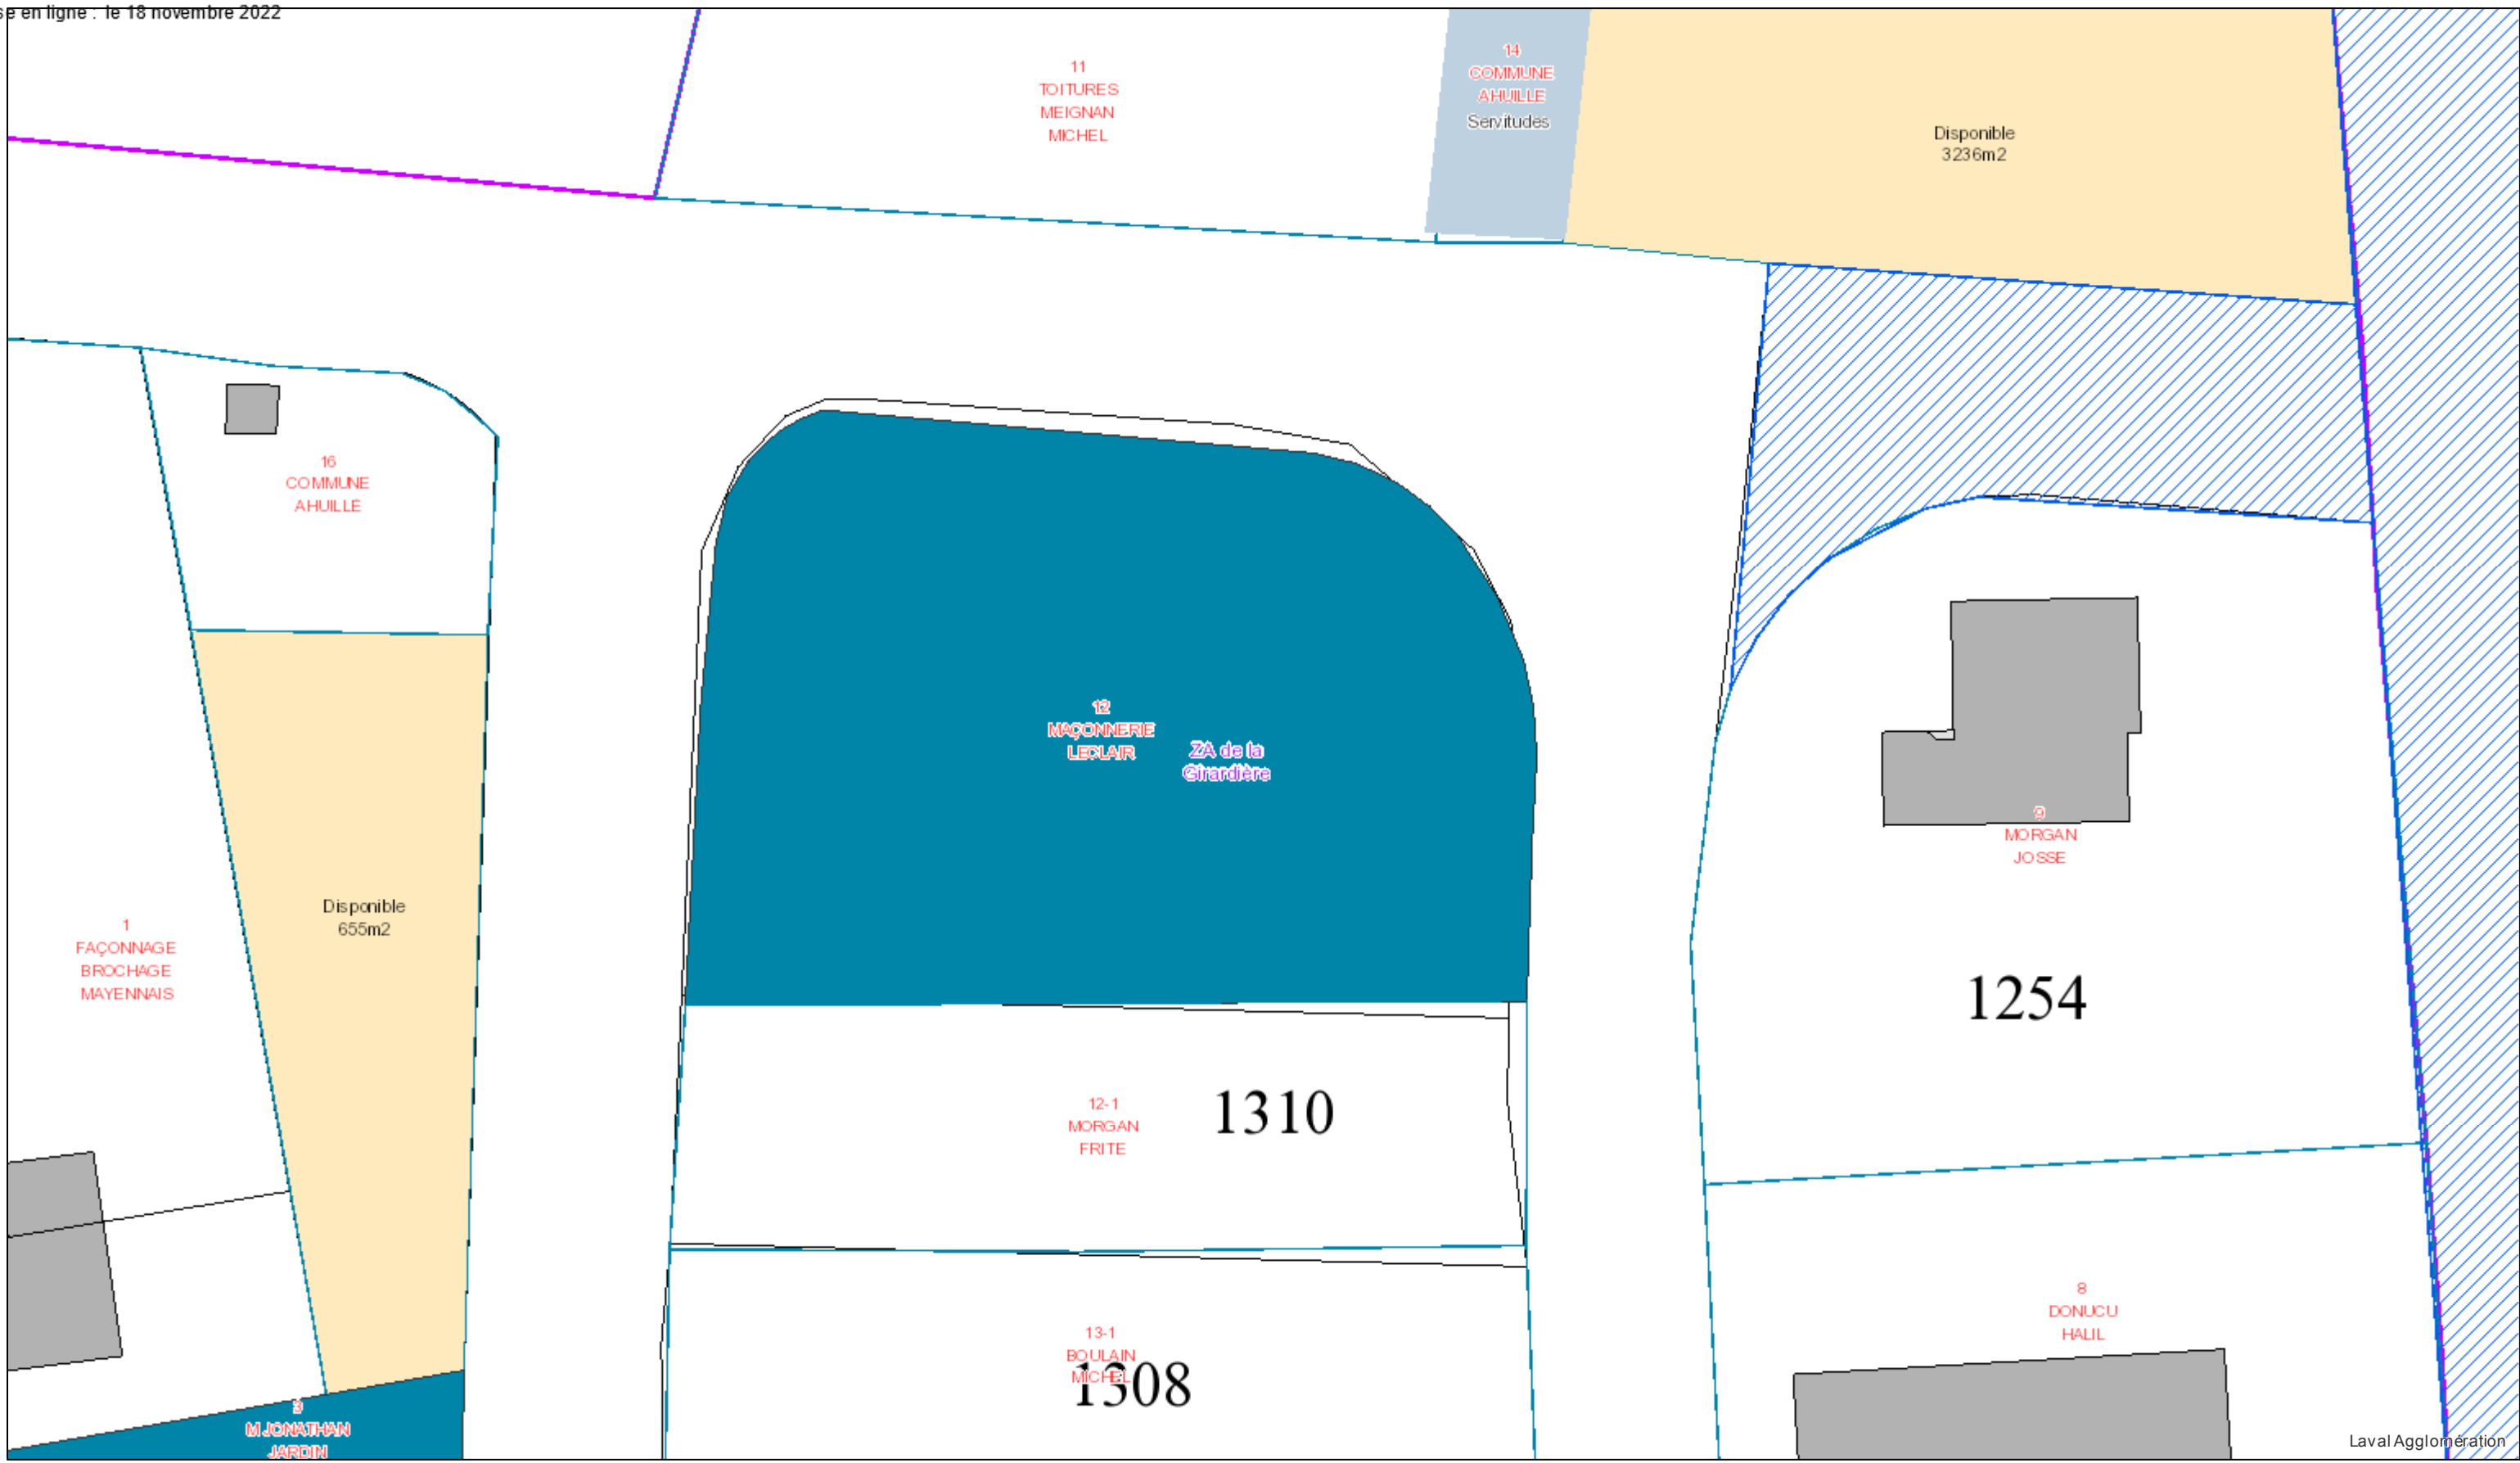 se en ligne : le 18 novembre 2022
11
TOITURES
MEIGNAN
MICHEL
14
COMMUNE
AHUILLE
Servitudes
Disponible
3236m2
16
COMMUNE
AHUILLE
12
MAÇONNERIE
LECLAIR
ZA de la
Girardière
9
MORGAN
JOSSE
Disponible
655m2
1
FAÇONNAGE
BROCHAGE
MAYENNAIS
1254
12-1
MORGAN
FRITE
1310
8
DONUCU
HALIL
13-1
BOULAIN
MICHEL
1308
3
M JONATHAN
JARDIN
Laval Agglomération